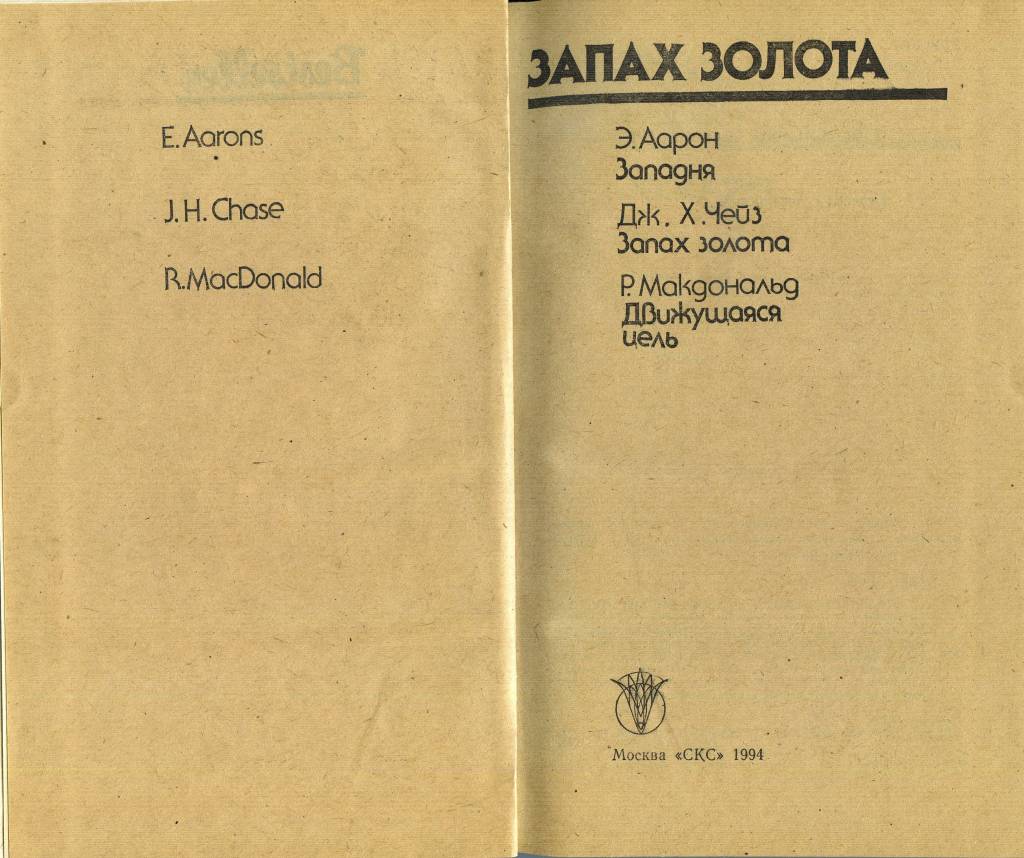 E. Aarons
J. H. Chase
R. MacDonald
ЗАПАХ ЗОЛОТА
Э. Аарон
Западня
Дж. Х. Чейз
Запах золота
Р. Макдональд
Движущаяся
цель
Москва «СКС» 1994